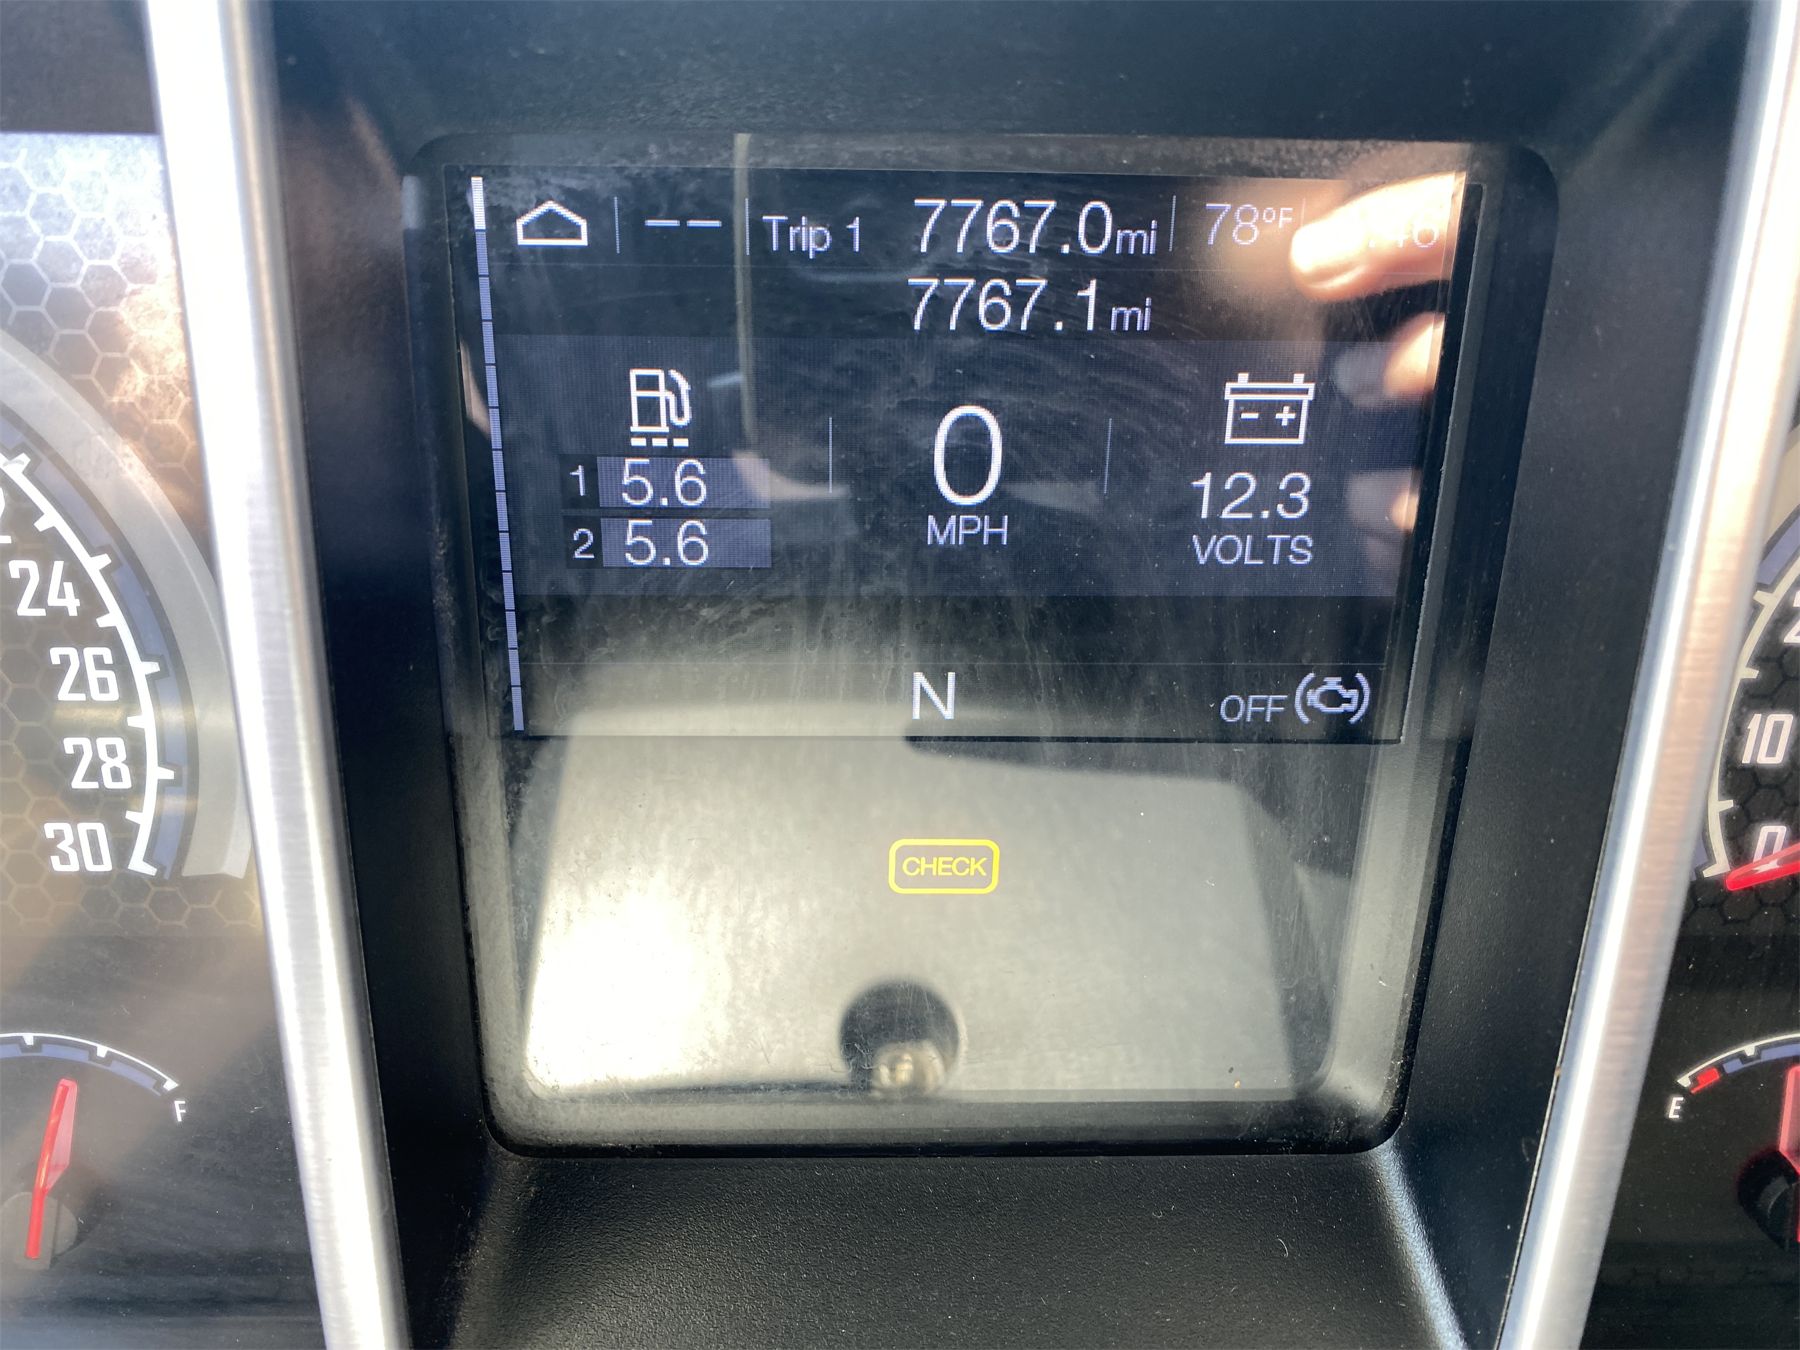 -- Trip 1 7767.0mi 78°F
7767.1mi
1 5.6
2 5.6
0
MPH
- +
12.3
VOLTS
N
OFF
CHECK
24
26
28
30
F
10
0
E